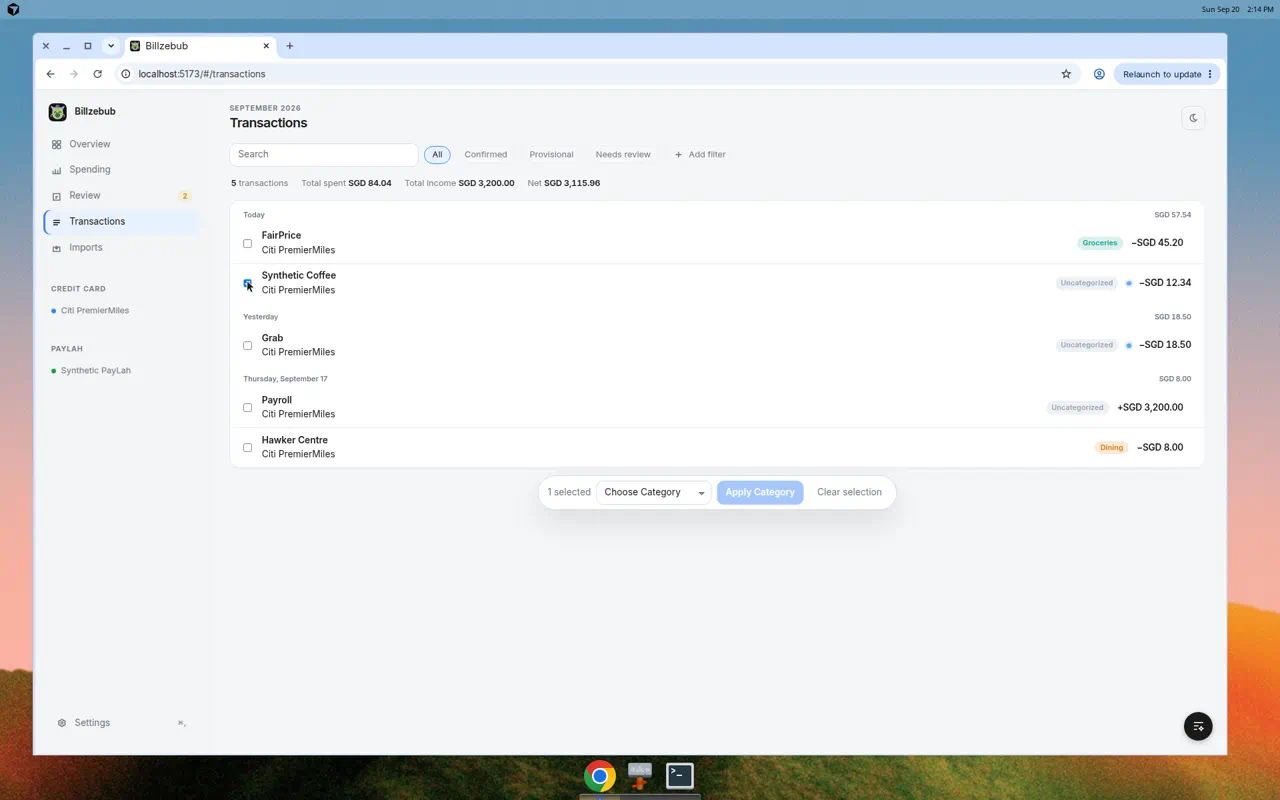 Sun Sep 20 2:14 PM
Billzebub
localhost:5173/#/transactions
Relaunch to update
Billzebub
Overview
Spending
Review 2
Transactions
Imports
CREDIT CARD
Citi PremierMiles
PAYLAH
Synthetic PayLah
Settings
SEPTEMBER 2026
Transactions
Search All Confirmed Provisional Needs review + Add filter
5 transactions Total spent SGD 84.04 Total income SGD 3,200.00 Net SGD 3,115.96
Today SGD 57.54
FairPrice
Citi PremierMiles
Groceries −SGD 45.20
Synthetic Coffee
Citi PremierMiles
Uncategorized −SGD 12.34
Yesterday SGD 18.50
Grab
Citi PremierMiles
Uncategorized −SGD 18.50
Thursday, September 17 SGD 8.00
Payroll
Citi PremierMiles
Uncategorized +SGD 3,200.00
Hawker Centre
Citi PremierMiles
Dining −SGD 8.00
1 selected Choose Category Apply Category Clear selection